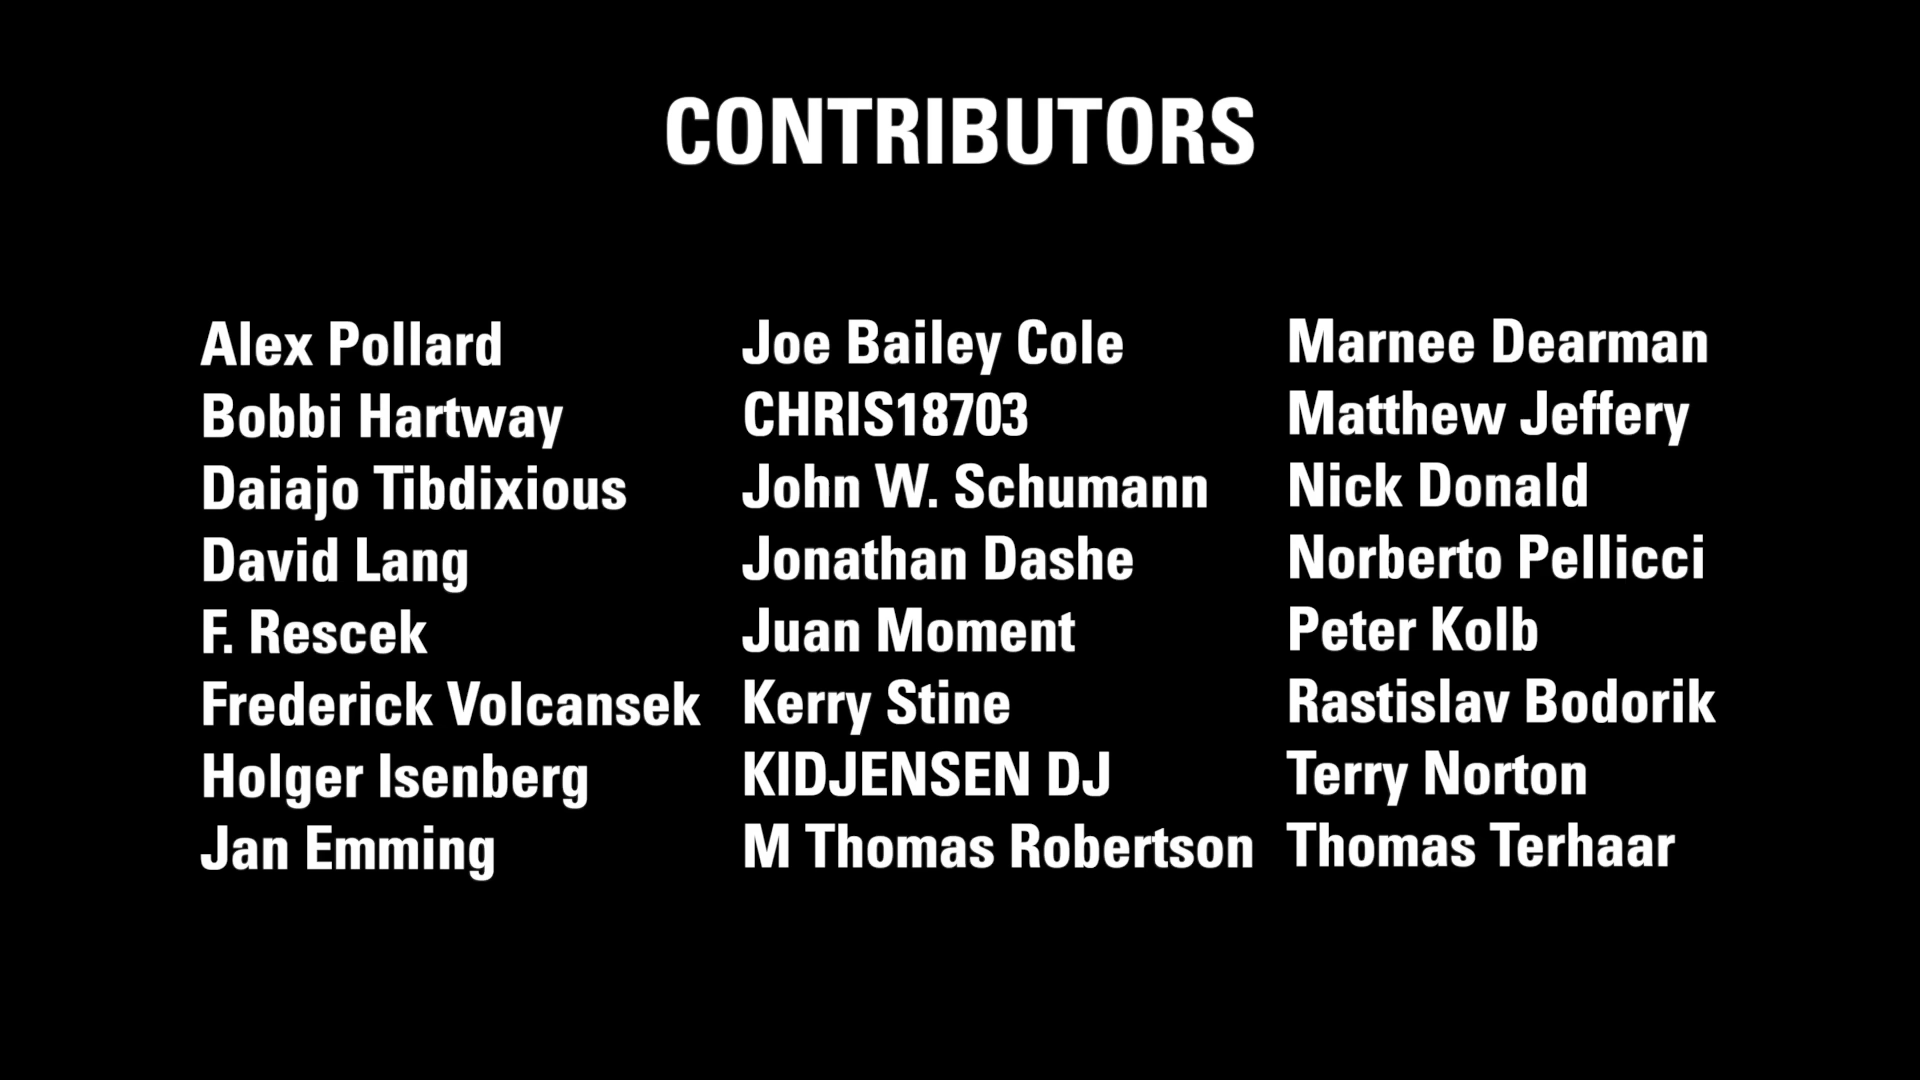 CONTRIBUTORS
Alex Pollard
Bobbi Hartway
Daiajo Tibdixious
David Lang
F. Rescek
Frederick Volcansek
Holger Isenberg
Jan Emming
Joe Bailey Cole
CHRIS18703
John W. Schumann
Jonathan Dashe
Juan Moment
Kerry Stine
KIDJENSEN DJ
M Thomas Robertson
Marnee Dearman
Matthew Jeffery
Nick Donald
Norberto Pellicci
Peter Kolb
Rastislav Bodorik
Terry Norton
Thomas Terhaar